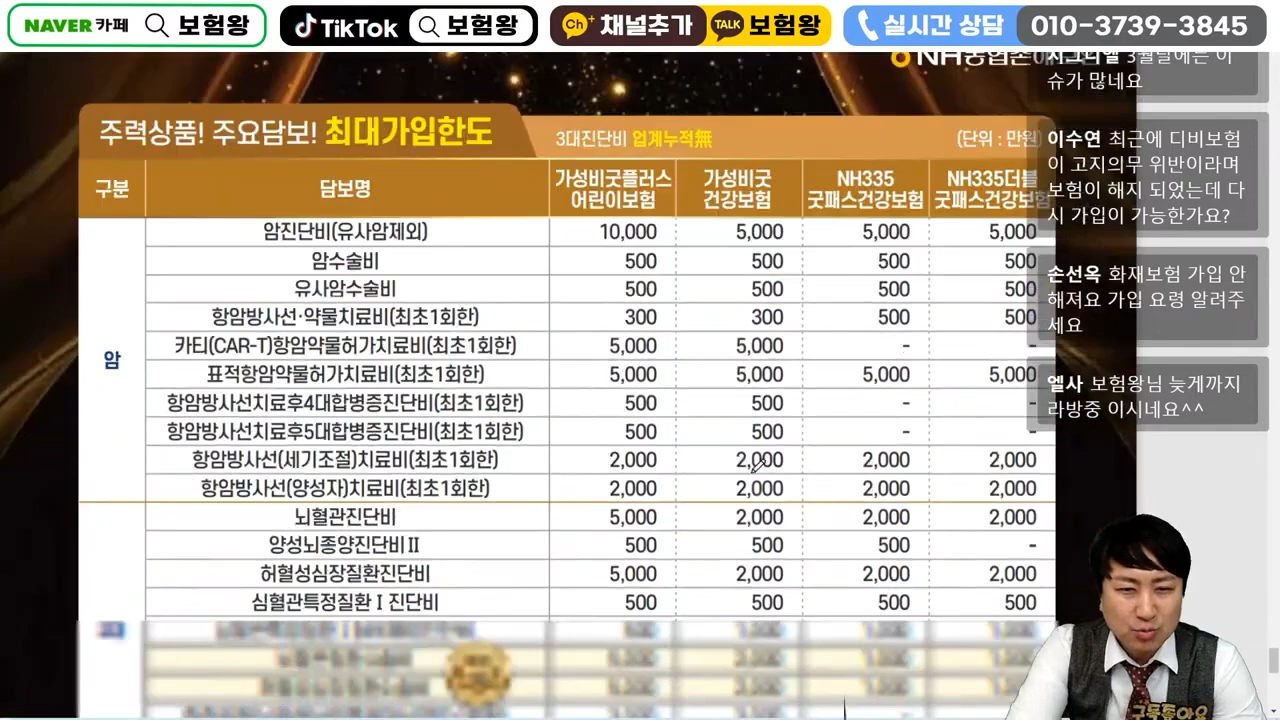 NAVER 카페 보험왕
TikTok 보험왕
Ch+ 채널추가 TALK 보험왕
실시간 상담 010-3739-3845
슈가 많네요
이수연 최근에 디비보험
이 고지의무 위반이라며
보험이 해지 되었는데 다
시 가입이 가능한가요?
손선옥 화재보험 가입 안
해져요 가입 요령 알려주
세요
엘사 보험왕님 늦게까지
라방중 이시네요^^
주력상품! 주요담보! 최대가입한도
3대진단비 업계누적無
(단위 : 만원)
구분 담보명 가성비굿플러스 어린이보험 가성비굿 건강보험 NH335 굿패스건강보험 NH335더블 굿패스건강보험
암
암진단비(유사암제외) 10,000 5,000 5,000 5,000
암수술비 500 500 500 500
유사암수술비 500 500 500 500
항암방사선·약물치료비(최초1회한) 300 300 500 500
카티(CAR-T)항암약물허가치료비(최초1회한) 5,000 5,000 - -
표적항암약물허가치료비(최초1회한) 5,000 5,000 5,000 5,000
항암방사선치료후4대합병증진단비(최초1회한) 500 500 - -
항암방사선치료후5대합병증진단비(최초1회한) 500 500 - -
항암방사선(세기조절)치료비(최초1회한) 2,000 2,000 2,000 2,000
항암방사선(양성자)치료비(최초1회한) 2,000 2,000 2,000 2,000
뇌혈관진단비 5,000 2,000 2,000 2,000
양성뇌종양진단비Ⅱ 500 500 500 -
허혈성심장질환진단비 5,000 2,000 2,000 2,000
심혈관특정질환Ⅰ진단비 500 500 500 500